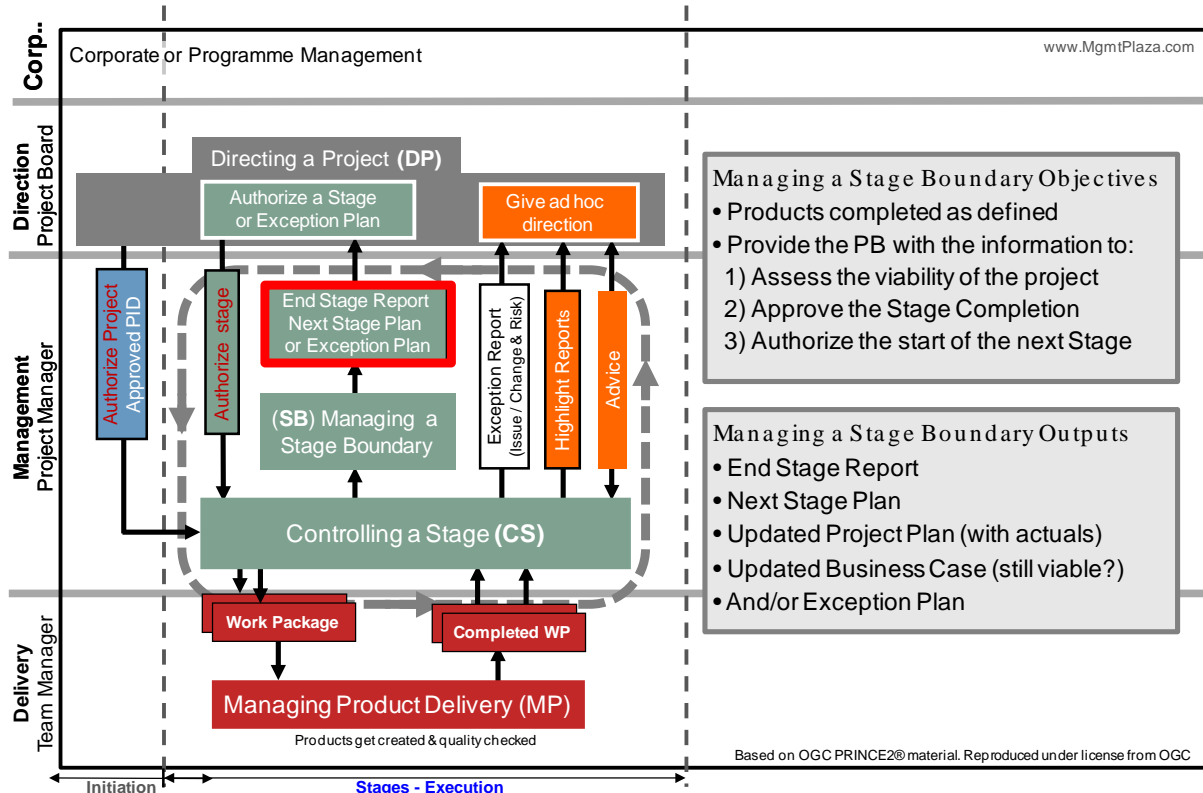 Corp..
Corporate or Programme Management
www.MgmtPlaza.com
Direction
Project Board
Directing a Project (DP)
Authorize a Stage
or Exception Plan
Give ad hoc
direction
Management
Project Manager
Authorize Project
Approved PID
Authorize stage
End Stage Report
Next Stage Plan
or Exception Plan
(SB) Managing a
Stage Boundary
Exception Report
(Issue / Change & Risk)
Highlight Reports
Advice
Controlling a Stage (CS)
Delivery
Team Manager
Work Package
Completed WP
Managing Product Delivery (MP)
Products get created & quality checked
Managing a Stage Boundary Objectives
• Products completed as defined
• Provide the PB with the information to:
1) Assess the viability of the project
2) Approve the Stage Completion
3) Authorize the start of the next Stage
Managing a Stage Boundary Outputs
• End Stage Report
• Next Stage Plan
• Updated Project Plan (with actuals)
• Updated Business Case (still viable?)
• And/or Exception Plan
Based on OGC PRINCE2® material. Reproduced under license from OGC
Initiation
Stages - Execution